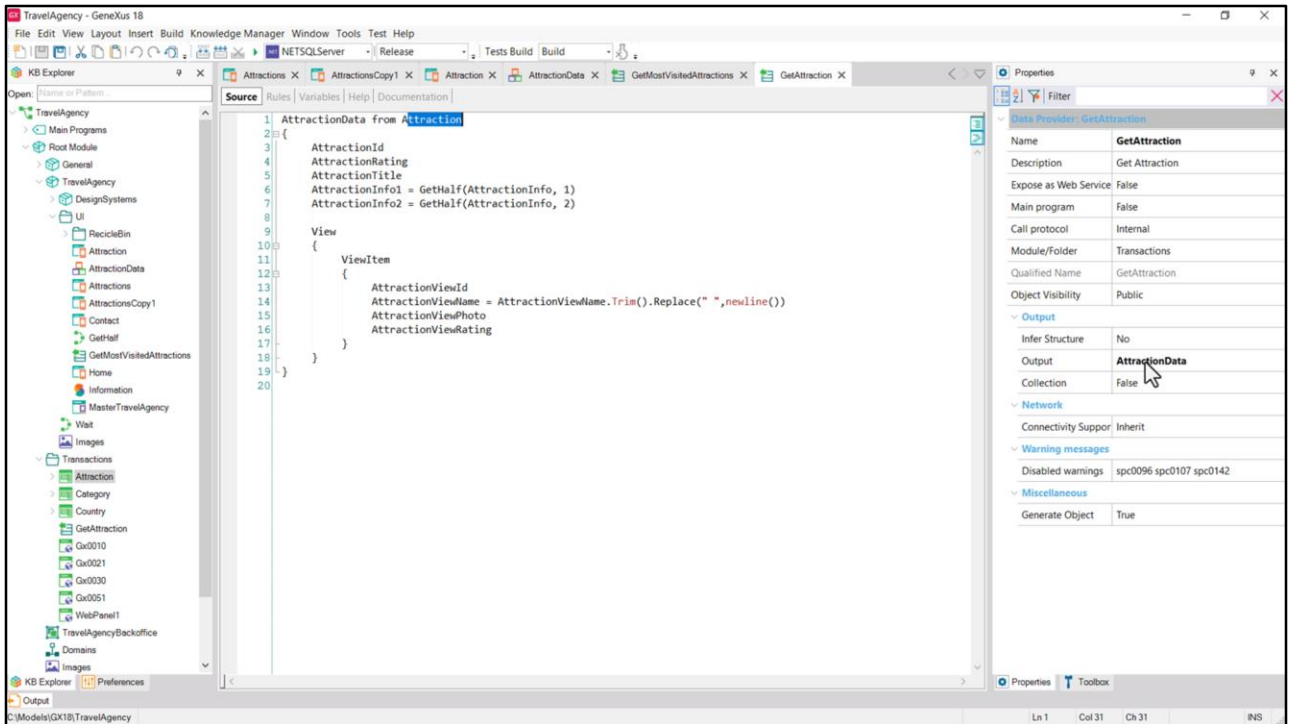 TravelAgency - GeneXus 18
File Edit View Layout Insert Build Knowledge Manager Window Tools Test Help
NETSQLServer Release Tests Build Build
KB Explorer
Open: Name or Pattern...
TravelAgency
Main Programs
Root Module
General
TravelAgency
DesignSystems
UI
RecicleBin
Attraction
AttractionData
Attractions
AttractionsCopy1
Contact
GetHalf
GetMostVisitedAttractions
Home
Information
MasterTravelAgency
Wait
Images
Transactions
Attraction
Category
Country
GetAttraction
Gx0010
Gx0021
Gx0030
Gx0051
WebPanel1
TravelAgencyBackoffice
Domains
Images
KB Explorer Preferences
Attractions X AttractionsCopy1 X Attraction X AttractionData X GetMostVisitedAttractions X GetAttraction X
Source Rules Variables Help Documentation
1 AttractionData from Attraction
2 {
3 AttractionId
4 AttractionRating
5 AttractionTitle
6 AttractionInfo1 = GetHalf(AttractionInfo, 1)
7 AttractionInfo2 = GetHalf(AttractionInfo, 2)
8
9 View
10 {
11 ViewItem
12 {
13 AttractionViewId
14 AttractionViewName = AttractionViewName.Trim().Replace(" ",newline())
15 AttractionViewPhoto
16 AttractionViewRating
17 }
18 }
19 }
20
Properties
Filter
Data Provider: GetAttraction
Name GetAttraction
Description Get Attraction
Expose as Web Service False
Main program False
Call protocol Internal
Module/Folder Transactions
Qualified Name GetAttraction
Object Visibility Public
Output
Infer Structure No
Output AttractionData
Collection False
Network
Connectivity Suppor Inherit
Warning messages
Disabled warnings spc0096 spc0107 spc0142
Miscellaneous
Generate Object True
Properties Toolbox
Output
C:\Models\GX18\TravelAgency
Ln 1 Col 31 Ch 31 INS